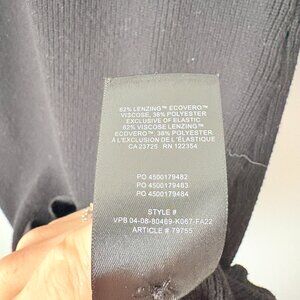 62% LENZING™ ECOVERO™
VISCOSE, 38% POLYESTER
EXCLUSIVE OF ELASTIC
62% VISCOSE LENZING™
ECOVERO™ 38% POLYESTER
À L'EXCLUSION DE L'ÉLASTIQUE
CA 23725 RN 122354
PO 4500179482
PO 4500179483
PO 4500179484
STYLE #
VPB 04-08-80469-K067-FA22
ARTICLE # 79755